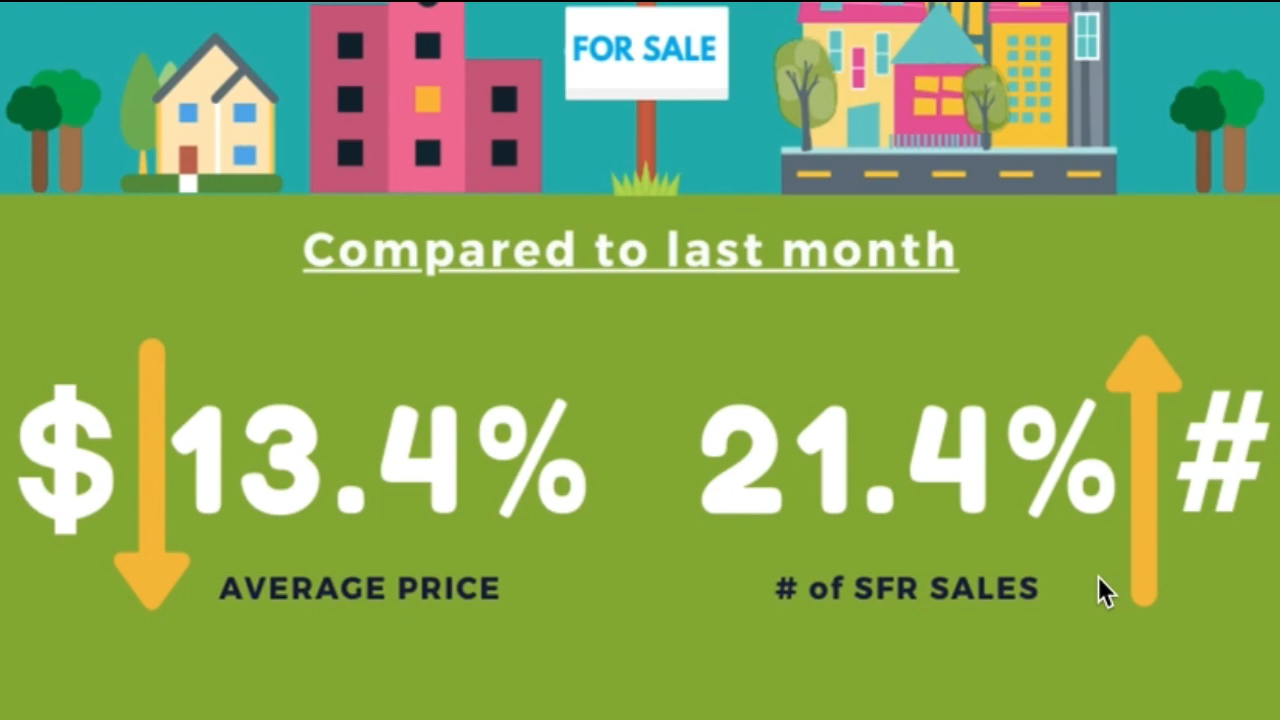 FOR SALE
Compared to last month
$ 13.4% 21.4% #
AVERAGE PRICE # of SFR SALES